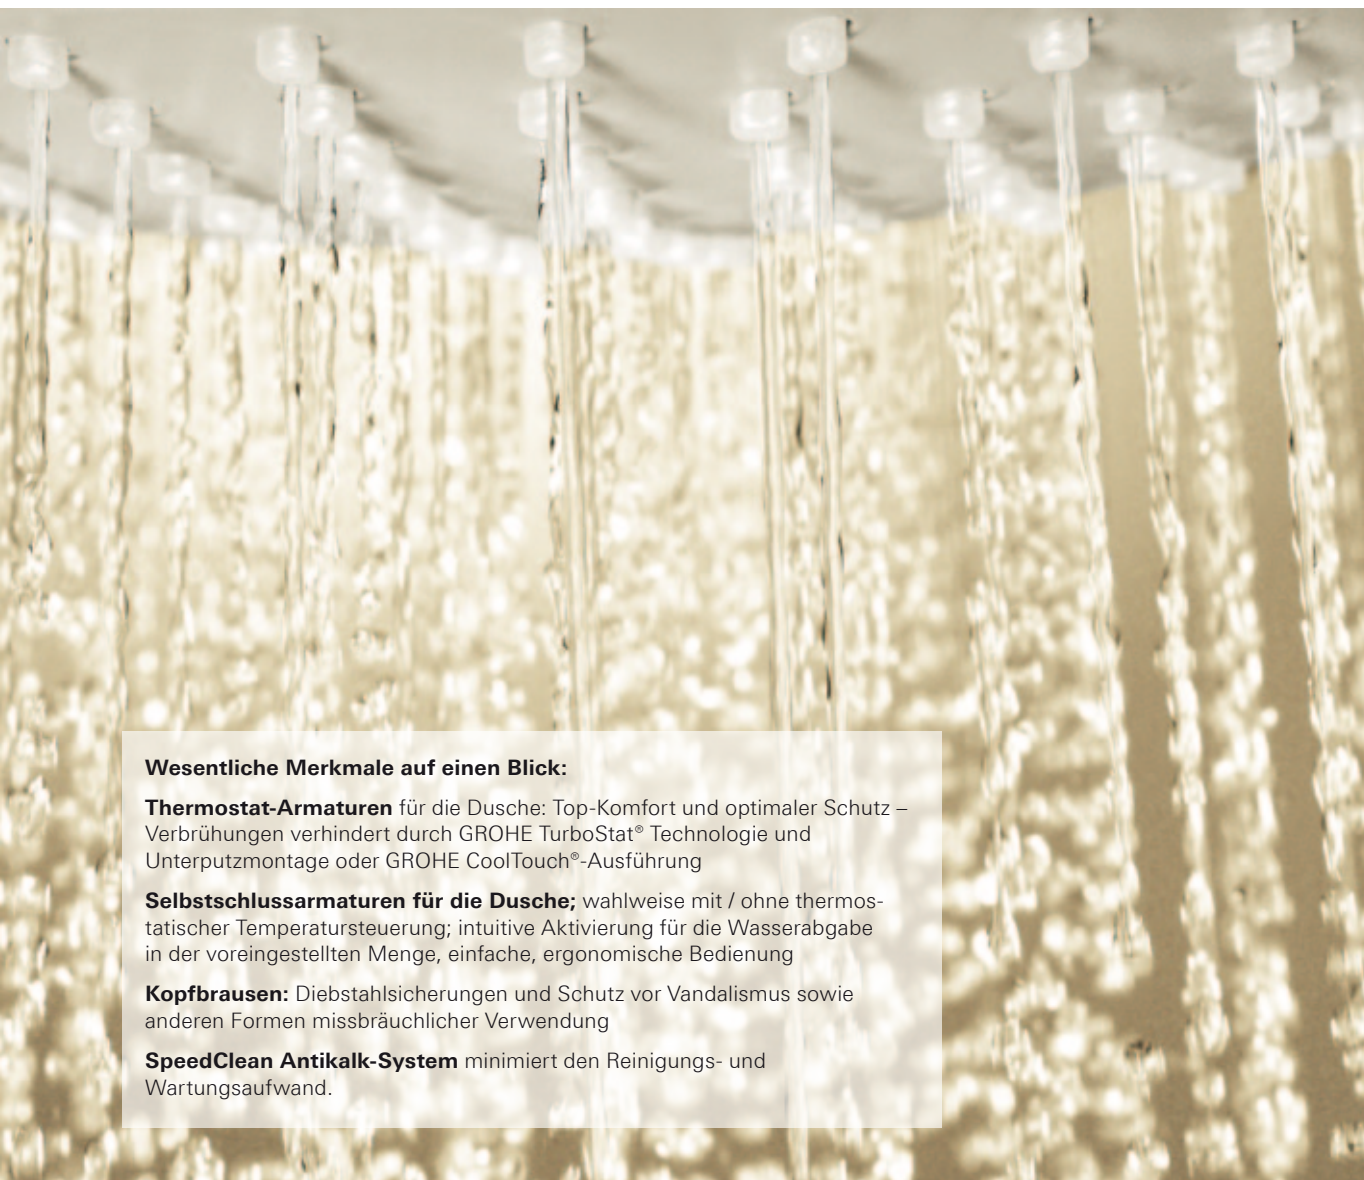 Wesentliche Merkmale auf einen Blick:
Thermostat-Armaturen für die Dusche: Top-Komfort und optimaler Schutz –
Verbrühungen verhindert durch GROHE TurboStat® Technologie und
Unterputzmontage oder GROHE CoolTouch®-Ausführung
Selbstschlussarmaturen für die Dusche; wahlweise mit / ohne thermos-
tatischer Temperatursteuerung; intuitive Aktivierung für die Wasserabgabe
in der voreingestellten Menge, einfache, ergonomische Bedienung
Kopfbrausen: Diebstahlsicherungen und Schutz vor Vandalismus sowie
anderen Formen missbräuchlicher Verwendung
SpeedClean Antikalk-System minimiert den Reinigungs- und
Wartungsaufwand.